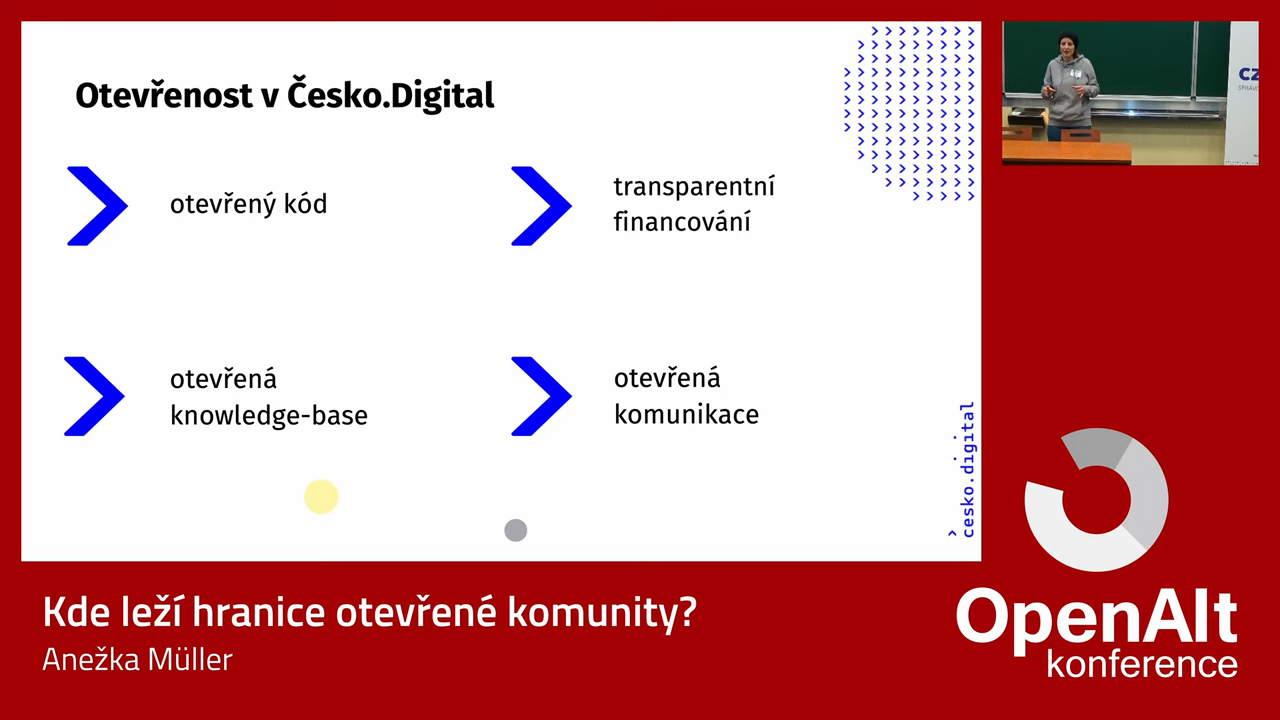 Otevřenost v Česko.Digital
otevřený kód
transparentní
financování
otevřená
knowledge-base
otevřená
komunikace
česko.digital
CZ
Kde leží hranice otevřené komunity?
Anežka Müller
OpenAlt
konference